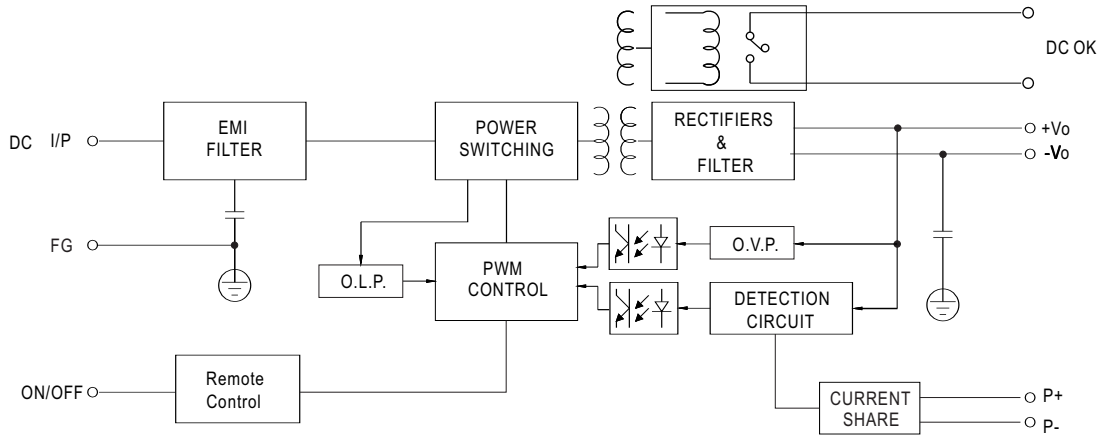 DC OK
DC I/P
EMI
FILTER
POWER
SWITCHING
RECTIFIERS
&
FILTER
+Vo
-Vo
FG
O.L.P.
PWM
CONTROL
O.V.P.
DETECTION
CIRCUIT
ON/OFF
Remote
Control
CURRENT
SHARE
P+
P-